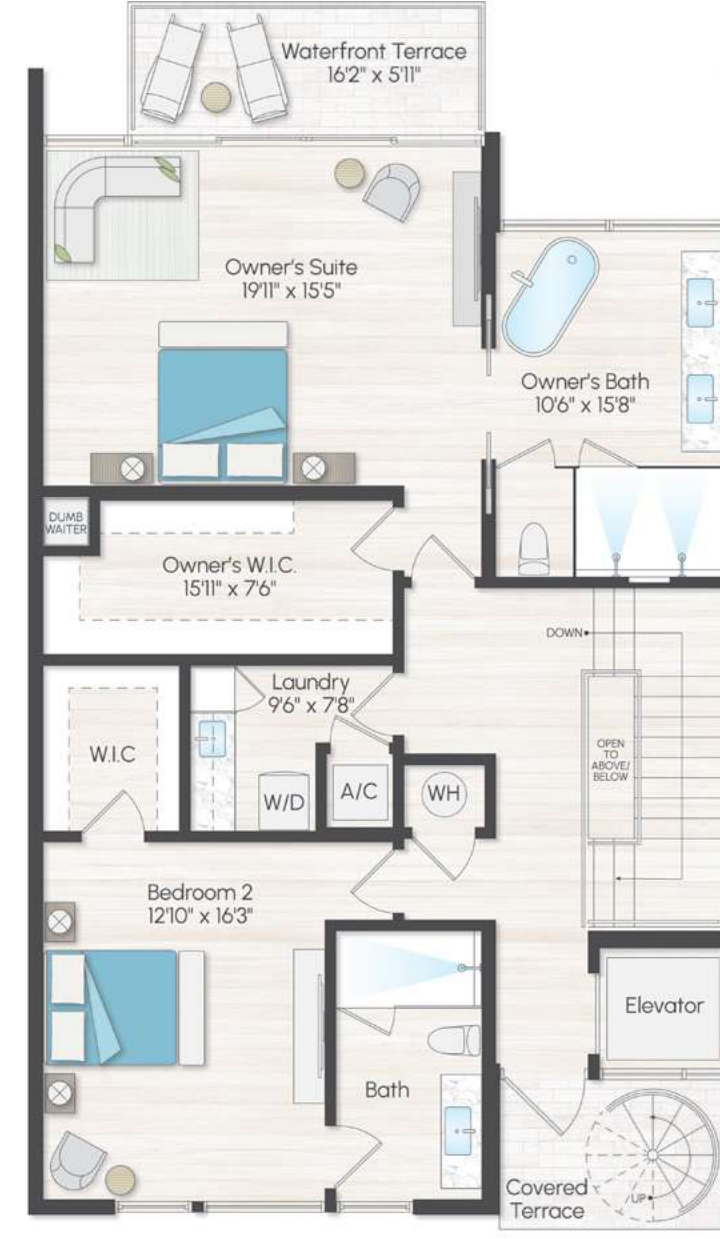 Waterfront Terrace
16'2" x 5'11"
Owner's Suite
19'11" x 15'5"
Owner's Bath
10'6" x 15'8"
DUMB
WAITER
Owner's W.I.C.
15'11" x 7'6"
DOWN
Laundry
9'6" x 7'8"
W.I.C
OPEN
TO
ABOVE/
BELOW
W/D
A/C
WH
Bedroom 2
12'10" x 16'3"
Elevator
Bath
Covered
Terrace
UP